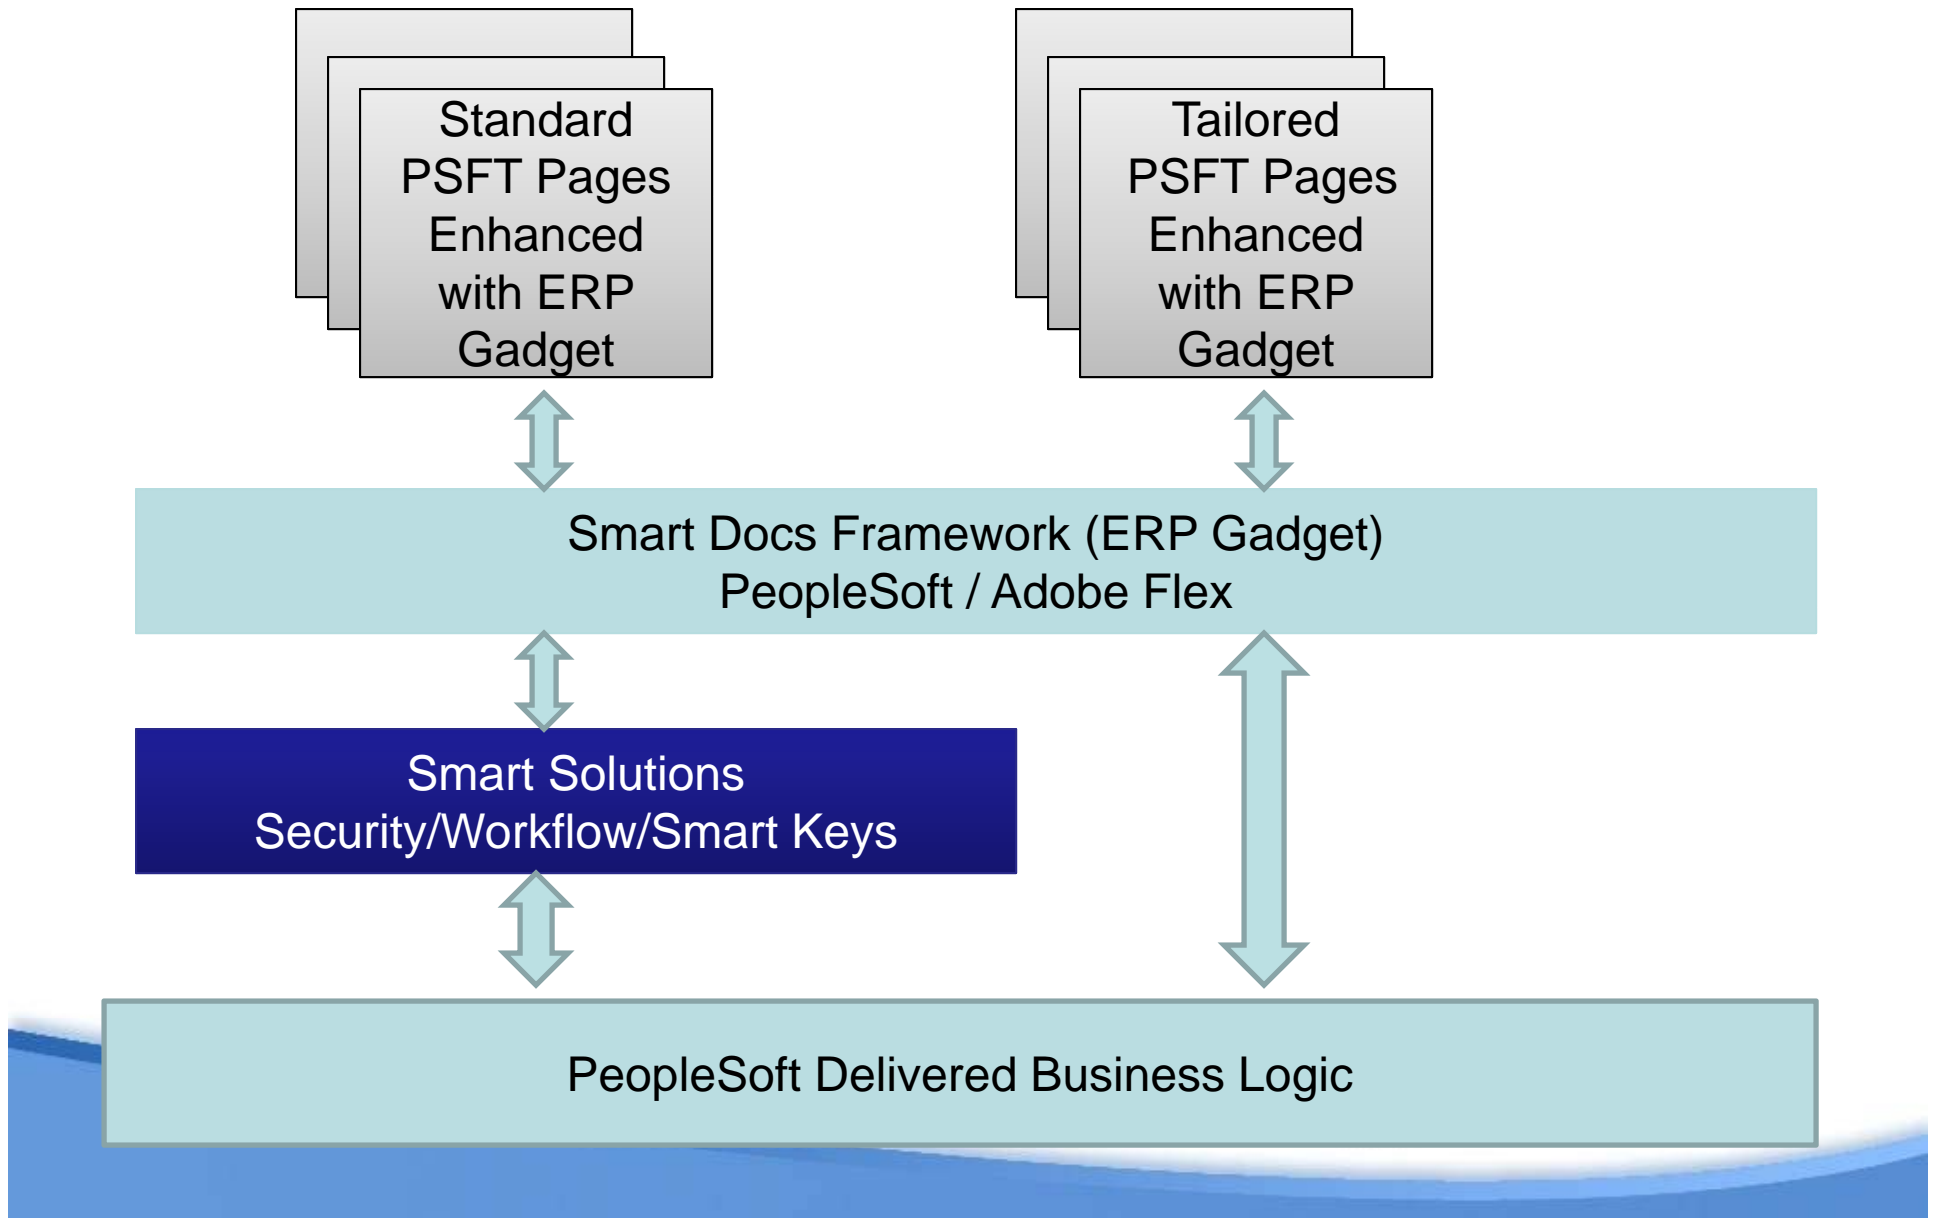 Standard
PSFT Pages
Enhanced
with ERP
Gadget
Tailored
PSFT Pages
Enhanced
with ERP
Gadget
Smart Docs Framework (ERP Gadget)
PeopleSoft / Adobe Flex
Smart Solutions
Security/Workflow/Smart Keys
PeopleSoft Delivered Business Logic